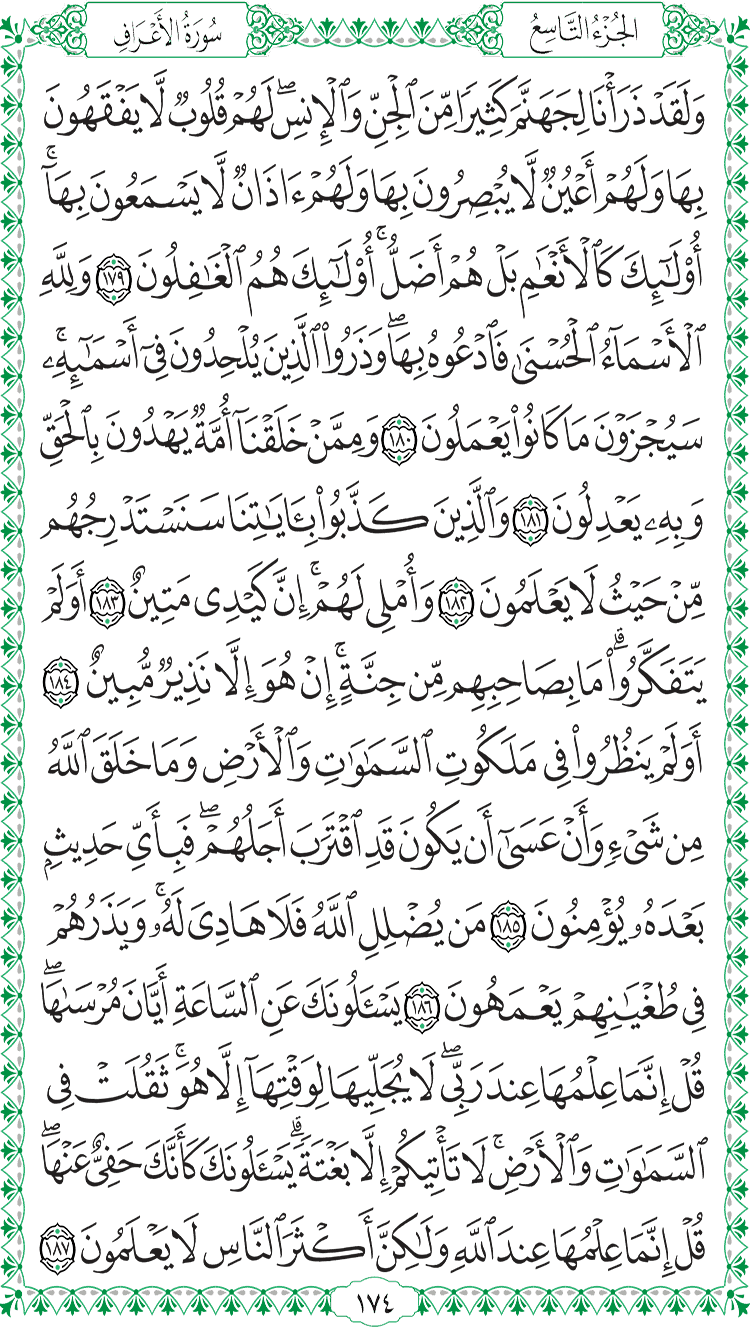 الجُزْءُ التَّاسِعُ
سُورَةُ الأَعْرَافِ
وَلَقَدْ ذَرَأْنَا لِجَهَنَّمَ كَثِيرًا مِّنَ ٱلْجِنِّ وَٱلْإِنسِۖ لَهُمْ قُلُوبٌ لَّا يَفْقَهُونَ
بِهَا وَلَهُمْ أَعْيُنٌ لَّا يُبْصِرُونَ بِهَا وَلَهُمْ ءَاذَانٌ لَّا يَسْمَعُونَ بِهَآۚ
أُوْلَٰٓئِكَ كَٱلْأَنْعَٰمِ بَلْ هُمْ أَضَلُّۚ أُوْلَٰٓئِكَ هُمُ ٱلْغَٰفِلُونَ ١٧٩ وَلِلَّهِ
ٱلْأَسْمَآءُ ٱلْحُسْنَىٰ فَٱدْعُوهُ بِهَاۖ وَذَرُواْ ٱلَّذِينَ يُلْحِدُونَ فِىٓ أَسْمَٰٓئِهِۦۚ
سَيُجْزَوْنَ مَا كَانُواْ يَعْمَلُونَ ١٨٠ وَمِمَّنْ خَلَقْنَآ أُمَّةٌ يَهْدُونَ بِٱلْحَقِّ
وَبِهِۦ يَعْدِلُونَ ١٨١ وَٱلَّذِينَ كَذَّبُواْ بِـَٔايَٰتِنَا سَنَسْتَدْرِجُهُم
مِّنْ حَيْثُ لَا يَعْلَمُونَ ١٨٢ وَأُمْلِى لَهُمْۚ إِنَّ كَيْدِى مَتِينٌ ١٨٣ أَوَلَمْ
يَتَفَكَّرُواْۗ مَا بِصَاحِبِهِم مِّن جِنَّةٍۚ إِنْ هُوَ إِلَّا نَذِيرٌ مُّبِينٌ ١٨٤
أَوَلَمْ يَنظُرُواْ فِى مَلَكُوتِ ٱلسَّمَٰوَٰتِ وَٱلْأَرْضِ وَمَا خَلَقَ ٱللَّهُ
مِن شَىْءٍ وَأَنْ عَسَىٰٓ أَن يَكُونَ قَدِ ٱقْتَرَبَ أَجَلُهُمْۖ فَبِأَىِّ حَدِيثٍۭ
بَعْدَهُۥ يُؤْمِنُونَ ١٨٥ مَن يُضْلِلِ ٱللَّهُ فَلَا هَادِىَ لَهُۥۚ وَيَذَرُهُمْ
فِى طُغْيَٰنِهِمْ يَعْمَهُونَ ١٨٦ يَسْـَٔلُونَكَ عَنِ ٱلسَّاعَةِ أَيَّانَ مُرْسَىٰهَاۖ
قُلْ إِنَّمَا عِلْمُهَا عِندَ رَبِّىۖ لَا يُجَلِّيهَا لِوَقْتِهَآ إِلَّا هُوَۚ ثَقُلَتْ فِى
ٱلسَّمَٰوَٰتِ وَٱلْأَرْضِۚ لَا تَأْتِيكُمْ إِلَّا بَغْتَةًۗ يَسْـَٔلُونَكَ كَأَنَّكَ حَفِىٌّ عَنْهَاۖ
قُلْ إِنَّمَا عِلْمُهَا عِندَ ٱللَّهِ وَلَٰكِنَّ أَكْثَرَ ٱلنَّاسِ لَا يَعْلَمُونَ ١٨٧
١٧٤